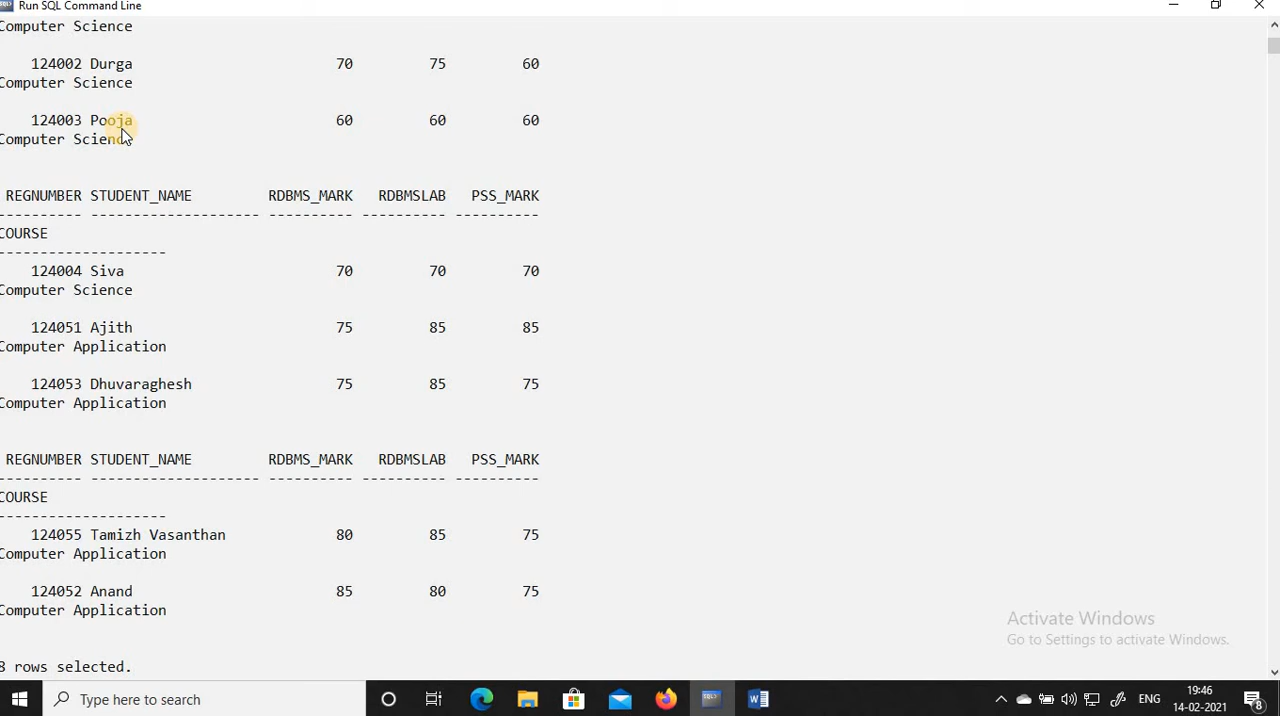 Run SQL Command Line
Computer Science
124002 Durga 70 75 60
Computer Science
124003 Pooja 60 60 60
Computer Science
REGNUMBER STUDENT_NAME RDBMS_MARK RDBMSLAB PSS_MARK
---------- -------------------- ---------- ---------- ----------
COURSE
--------------------
124004 Siva 70 70 70
Computer Science
124051 Ajith 75 85 85
Computer Application
124053 Dhuvaraghesh 75 85 75
Computer Application
REGNUMBER STUDENT_NAME RDBMS_MARK RDBMSLAB PSS_MARK
---------- -------------------- ---------- ---------- ----------
COURSE
--------------------
124055 Tamizh Vasanthan 80 85 75
Computer Application
124052 Anand 85 80 75
Computer Application
8 rows selected.
Activate Windows
Go to Settings to activate Windows.
Type here to search
ENG
19:46
14-02-2021
8